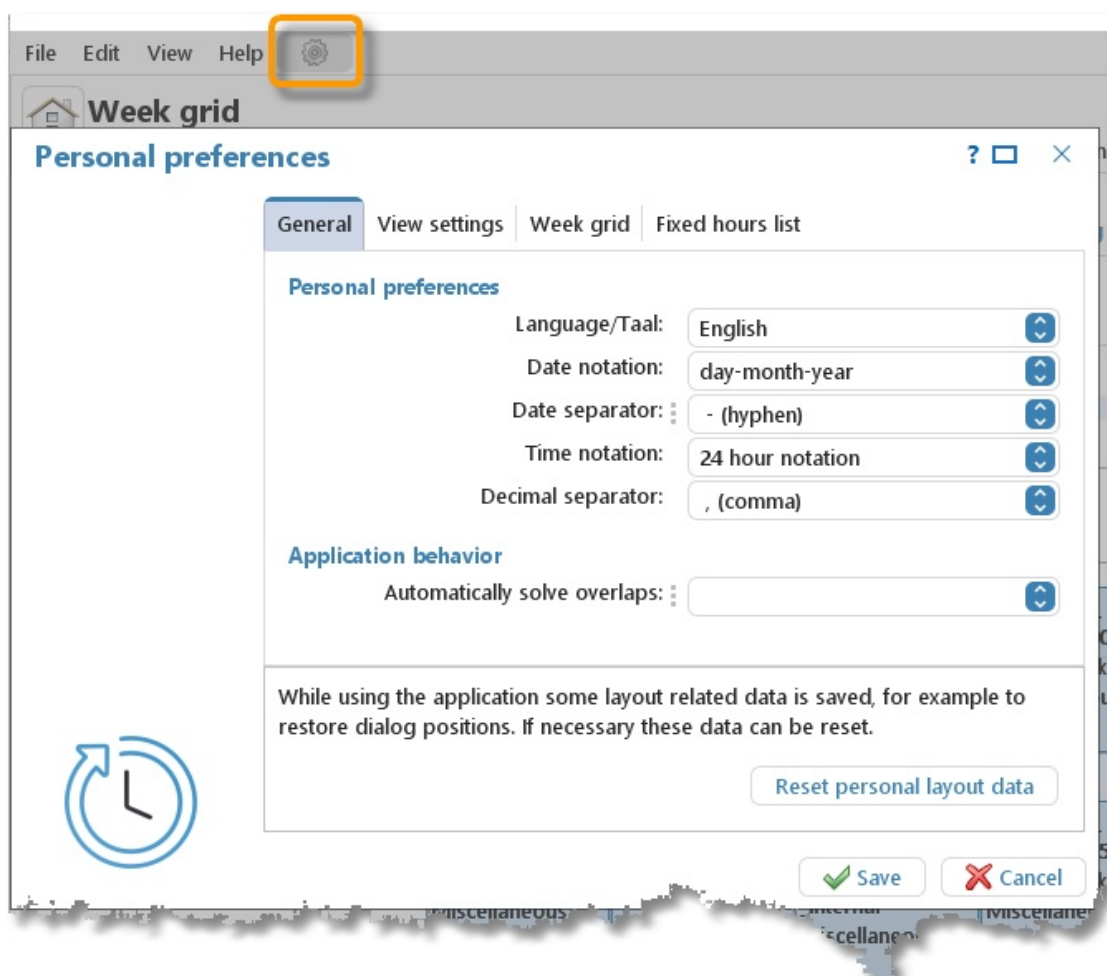 File Edit View Help
Week grid
Personal preferences ?
General View settings Week grid Fixed hours list
Personal preferences
Language/Taal: English
Date notation: day-month-year
Date separator: - (hyphen)
Time notation: 24 hour notation
Decimal separator: , (comma)
Application behavior
Automatically solve overlaps:
While using the application some layout related data is saved, for example to
restore dialog positions. If necessary these data can be reset.
Reset personal layout data
Save Cancel
Miscellaneous